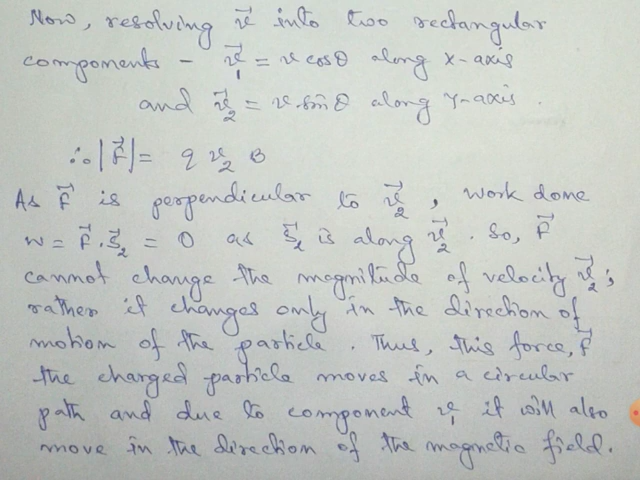 Now, resolving v⃗ into two rectangular
components - v⃗₁ = v cosθ along x-axis
and v⃗₂ = v sinθ along Y-axis.
∴ |F⃗| = q v₂ B
As F⃗ is perpendicular to v⃗₂, work done
w = F⃗.S⃗₂ = 0 as S⃗₂ is along v⃗₂. So, F⃗
cannot change the magnitude of velocity v⃗₂;
rather it changes only in the direction of
motion of the particle. Thus, this force, F⃗
the charged particle moves in a circular
path and due to component v₁ it will also
move in the direction of the magnetic field.